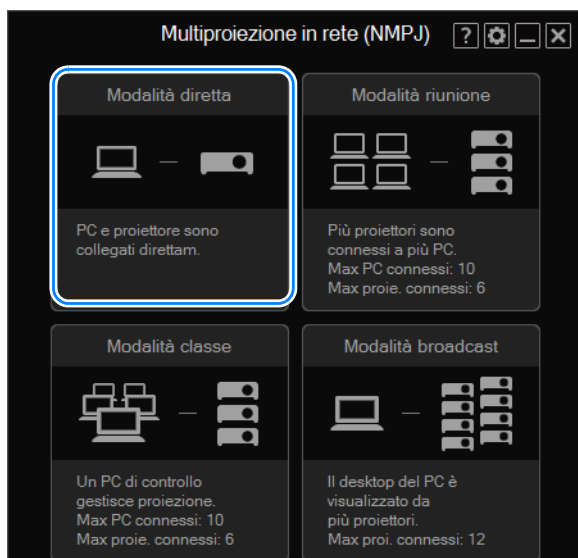 Multiproiezione in rete (NMPJ)
Modalità diretta
PC e proiettore sono
collegati direttam.
Modalità riunione
Più proiettori sono
connessi a più PC.
Max PC connessi: 10
Max proie. connessi: 6
Modalità classe
Un PC di controllo
gestisce proiezione.
Max PC connessi: 10
Max proie. connessi: 6
Modalità broadcast
Il desktop del PC è
visualizzato da
più proiettori.
Max proi. connessi: 12